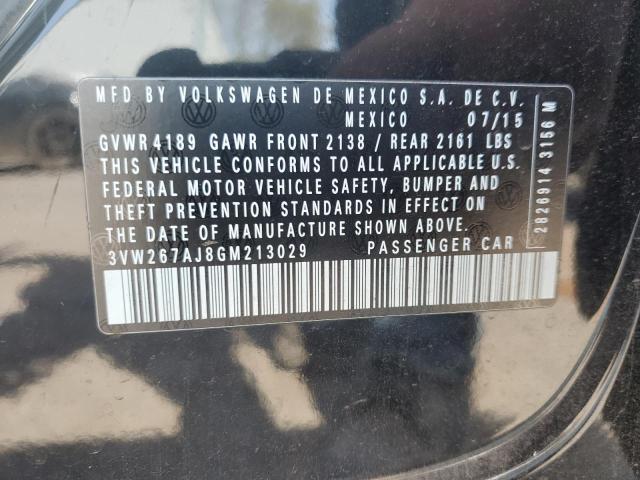 MFD BY VOLKSWAGEN DE MEXICO S.A. DE C.V.
MEXICO 07/15
GVWR 4189 GAWR FRONT 2138 / REAR 2161 LBS
THIS VEHICLE CONFORMS TO ALL APPLICABLE U.S.
FEDERAL MOTOR VEHICLE SAFETY, BUMPER AND
THEFT PREVENTION STANDARDS IN EFFECT ON
THE DATE OF MANUFACTURE SHOWN ABOVE.
3VW267AJ8GM213029 PASSENGER CAR
2826914 3156 M